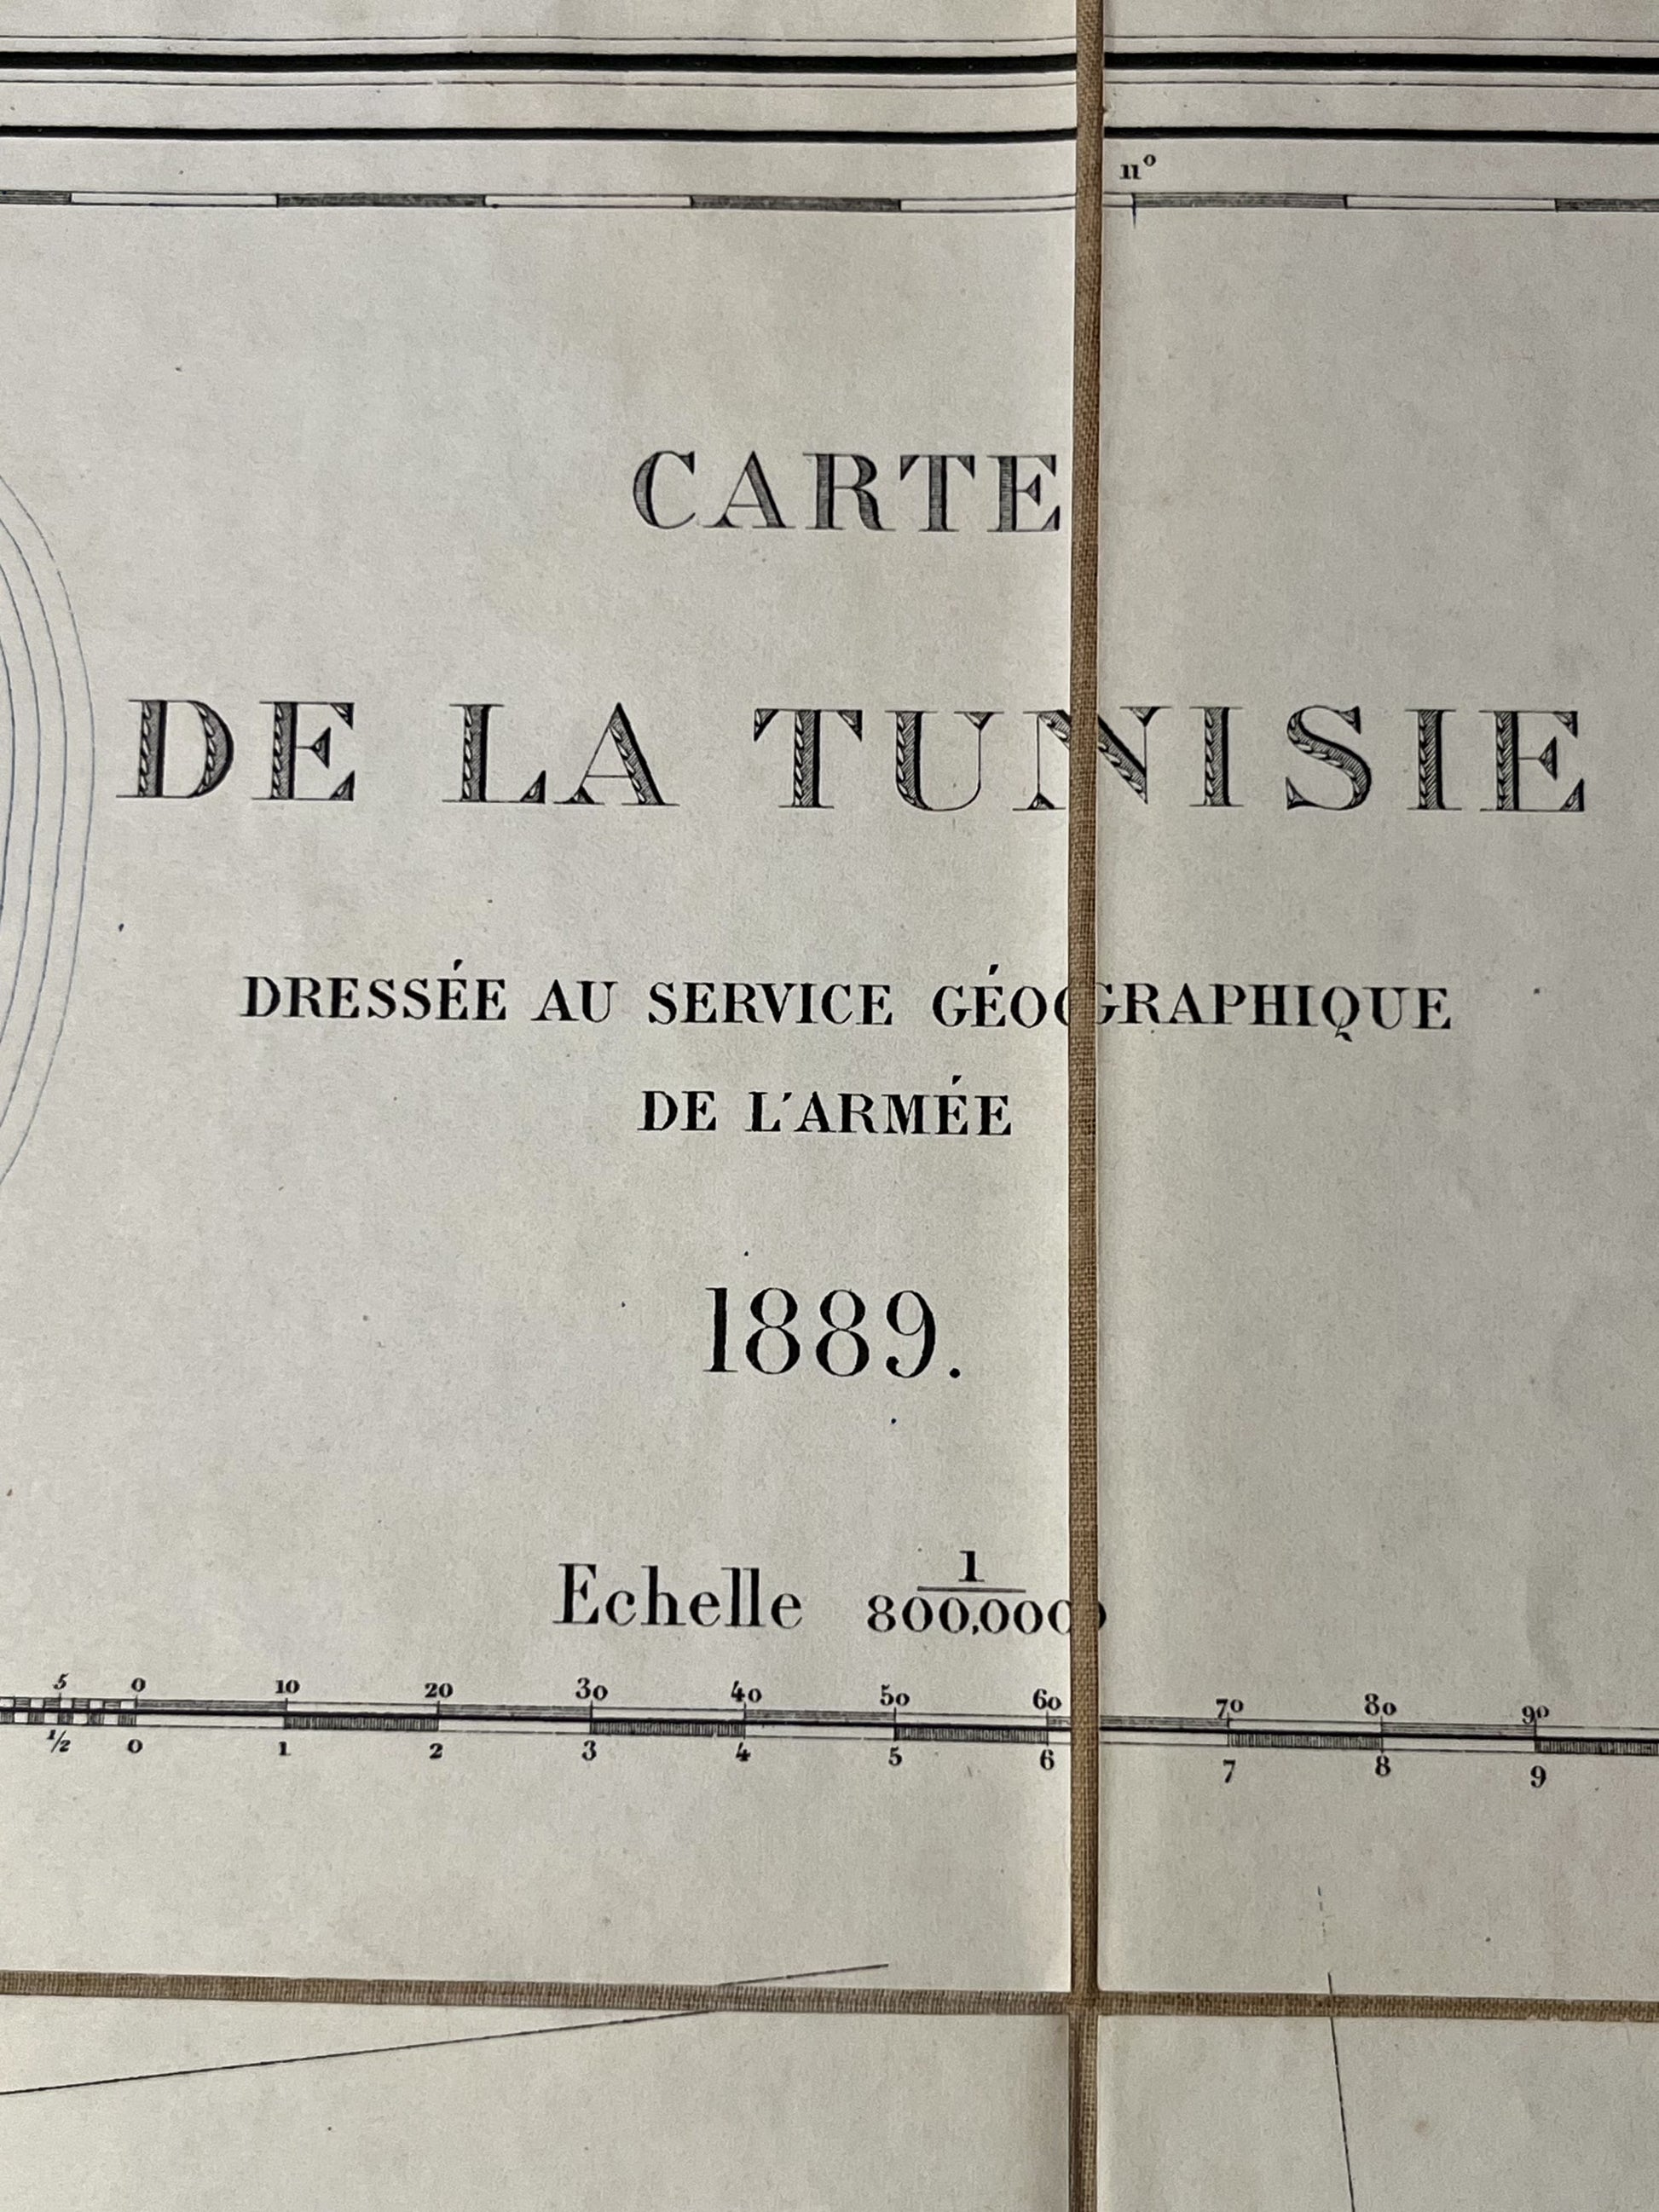 11°
CARTE
DE LA TUNISIE
DRESSÉE AU SERVICE GÉOGRAPHIQUE
DE L'ARMÉE
1889.
Echelle 1
800,000
5 0 10 20 30 40 50 60 70 80 90
1/2 0 1 2 3 4 5 6 7 8 9